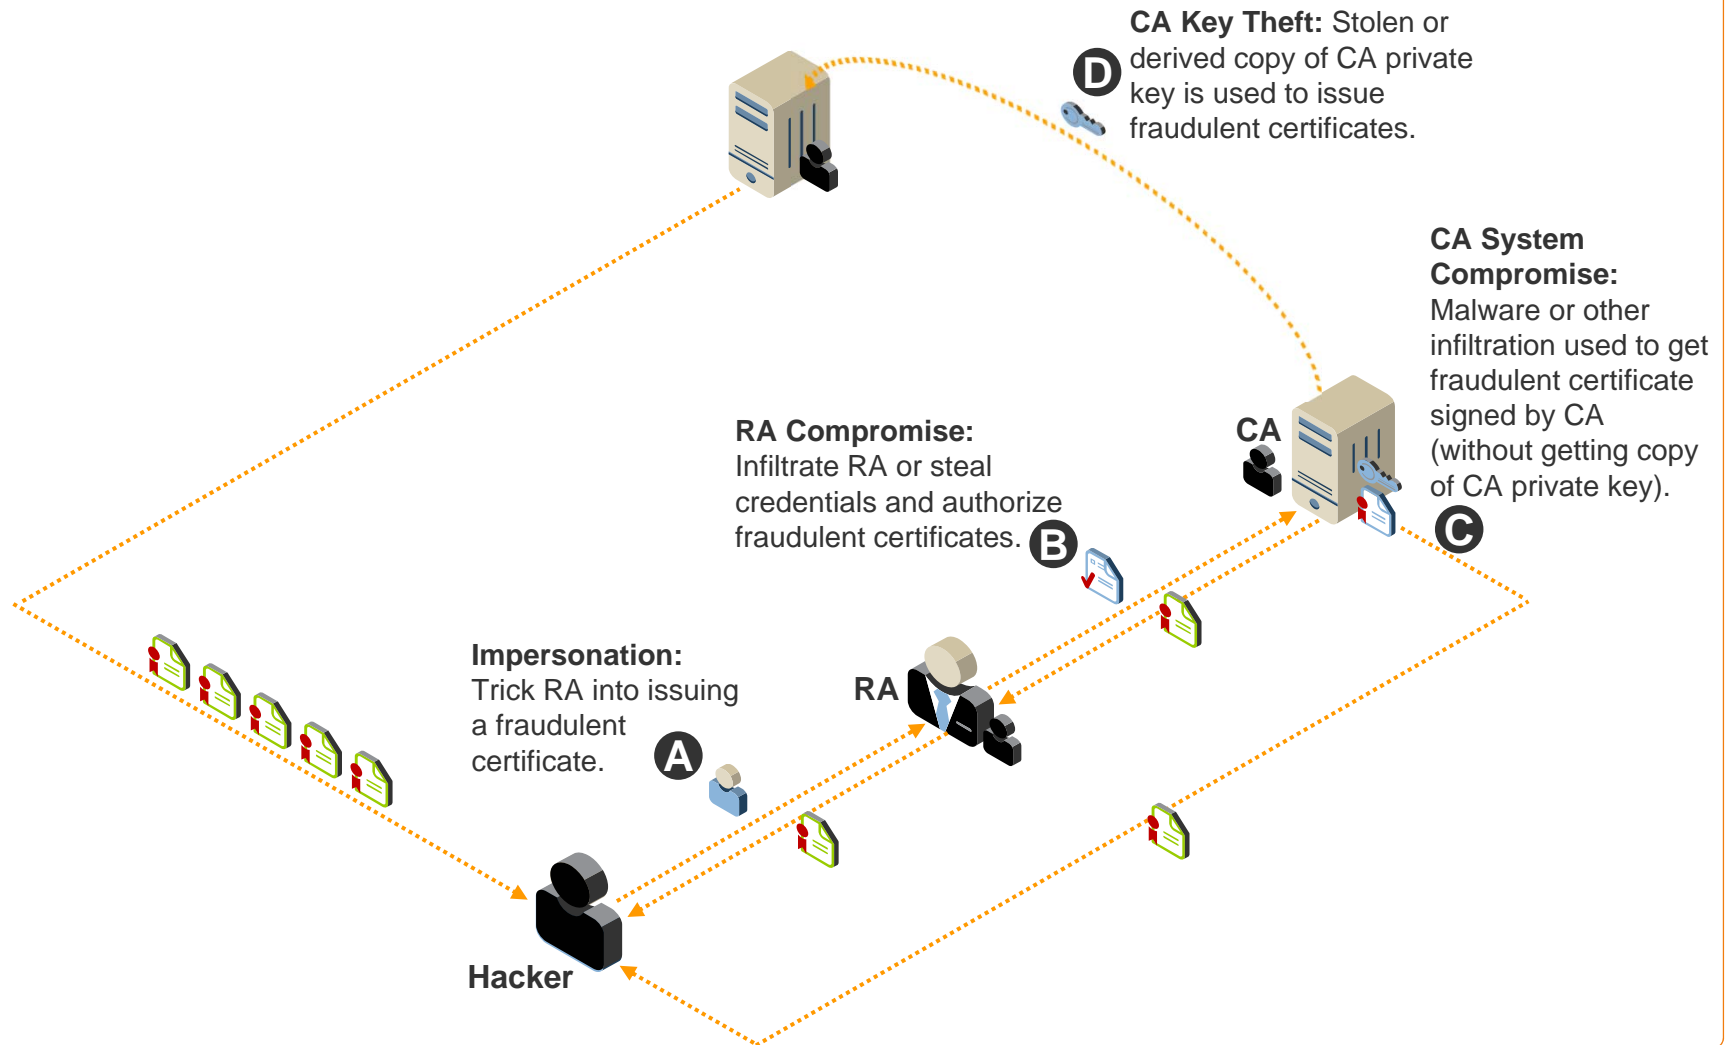 CA Key Theft: Stolen or
derived copy of CA private
key is used to issue
fraudulent certificates.
D
CA System
Compromise:
Malware or other
infiltration used to get
fraudulent certificate
signed by CA
(without getting copy
of CA private key).
C
CA
RA Compromise:
Infiltrate RA or steal
credentials and authorize
fraudulent certificates.
B
Impersonation:
Trick RA into issuing
a fraudulent
certificate.
A
RA
Hacker